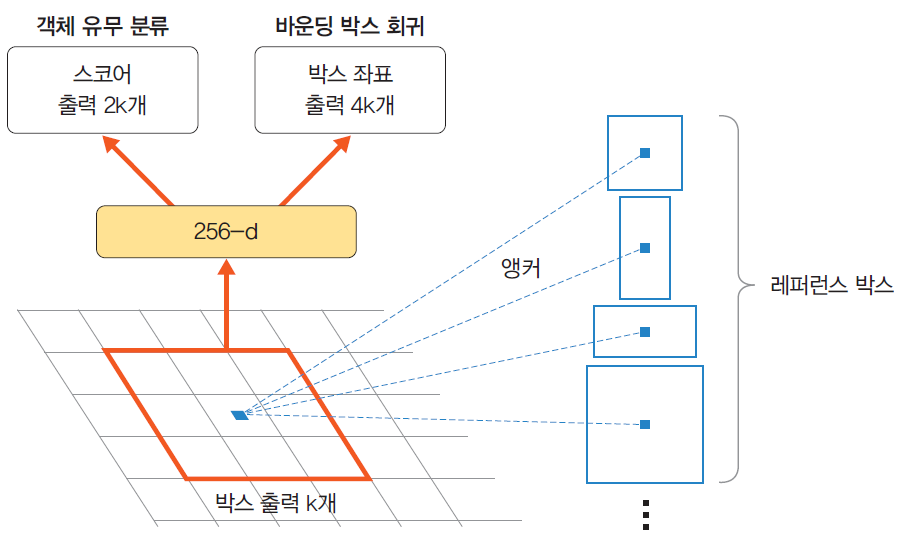 객체 유무 분류
바운딩 박스 회귀
스코어
출력 2k개
박스 좌표
출력 4k개
256-d
앵커
레퍼런스 박스
박스 출력 k개